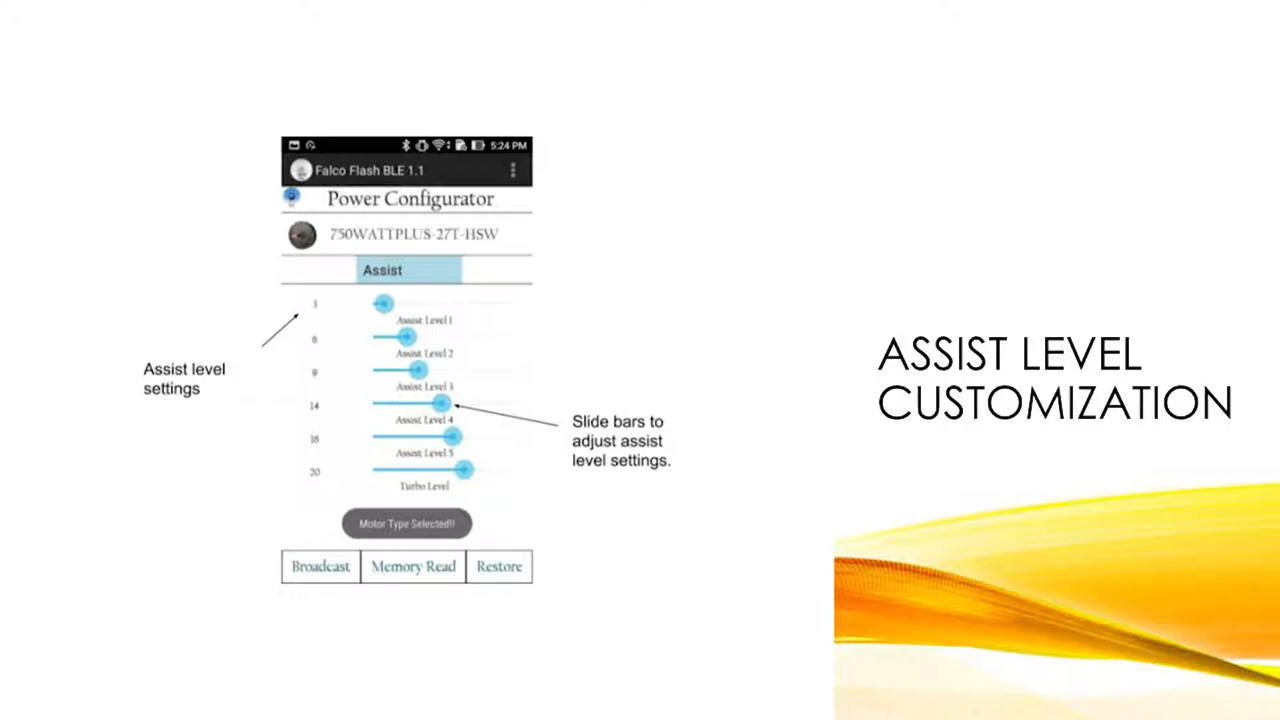 5:24 PM
Falco Flash BLE 1.1
Power Configurator
750WATTPLUS-27T-HSW
Assist
Assist Level 1
6
Assist Level 2
9
Assist Level 3
14
Assist Level 4
Assist Level 5
20
Turbo Level
Motor Type Selected!!
Broadcast Memory Read Restore
Assist level
settings
Slide bars to
adjust assist
level settings.
ASSIST LEVEL
CUSTOMIZATION